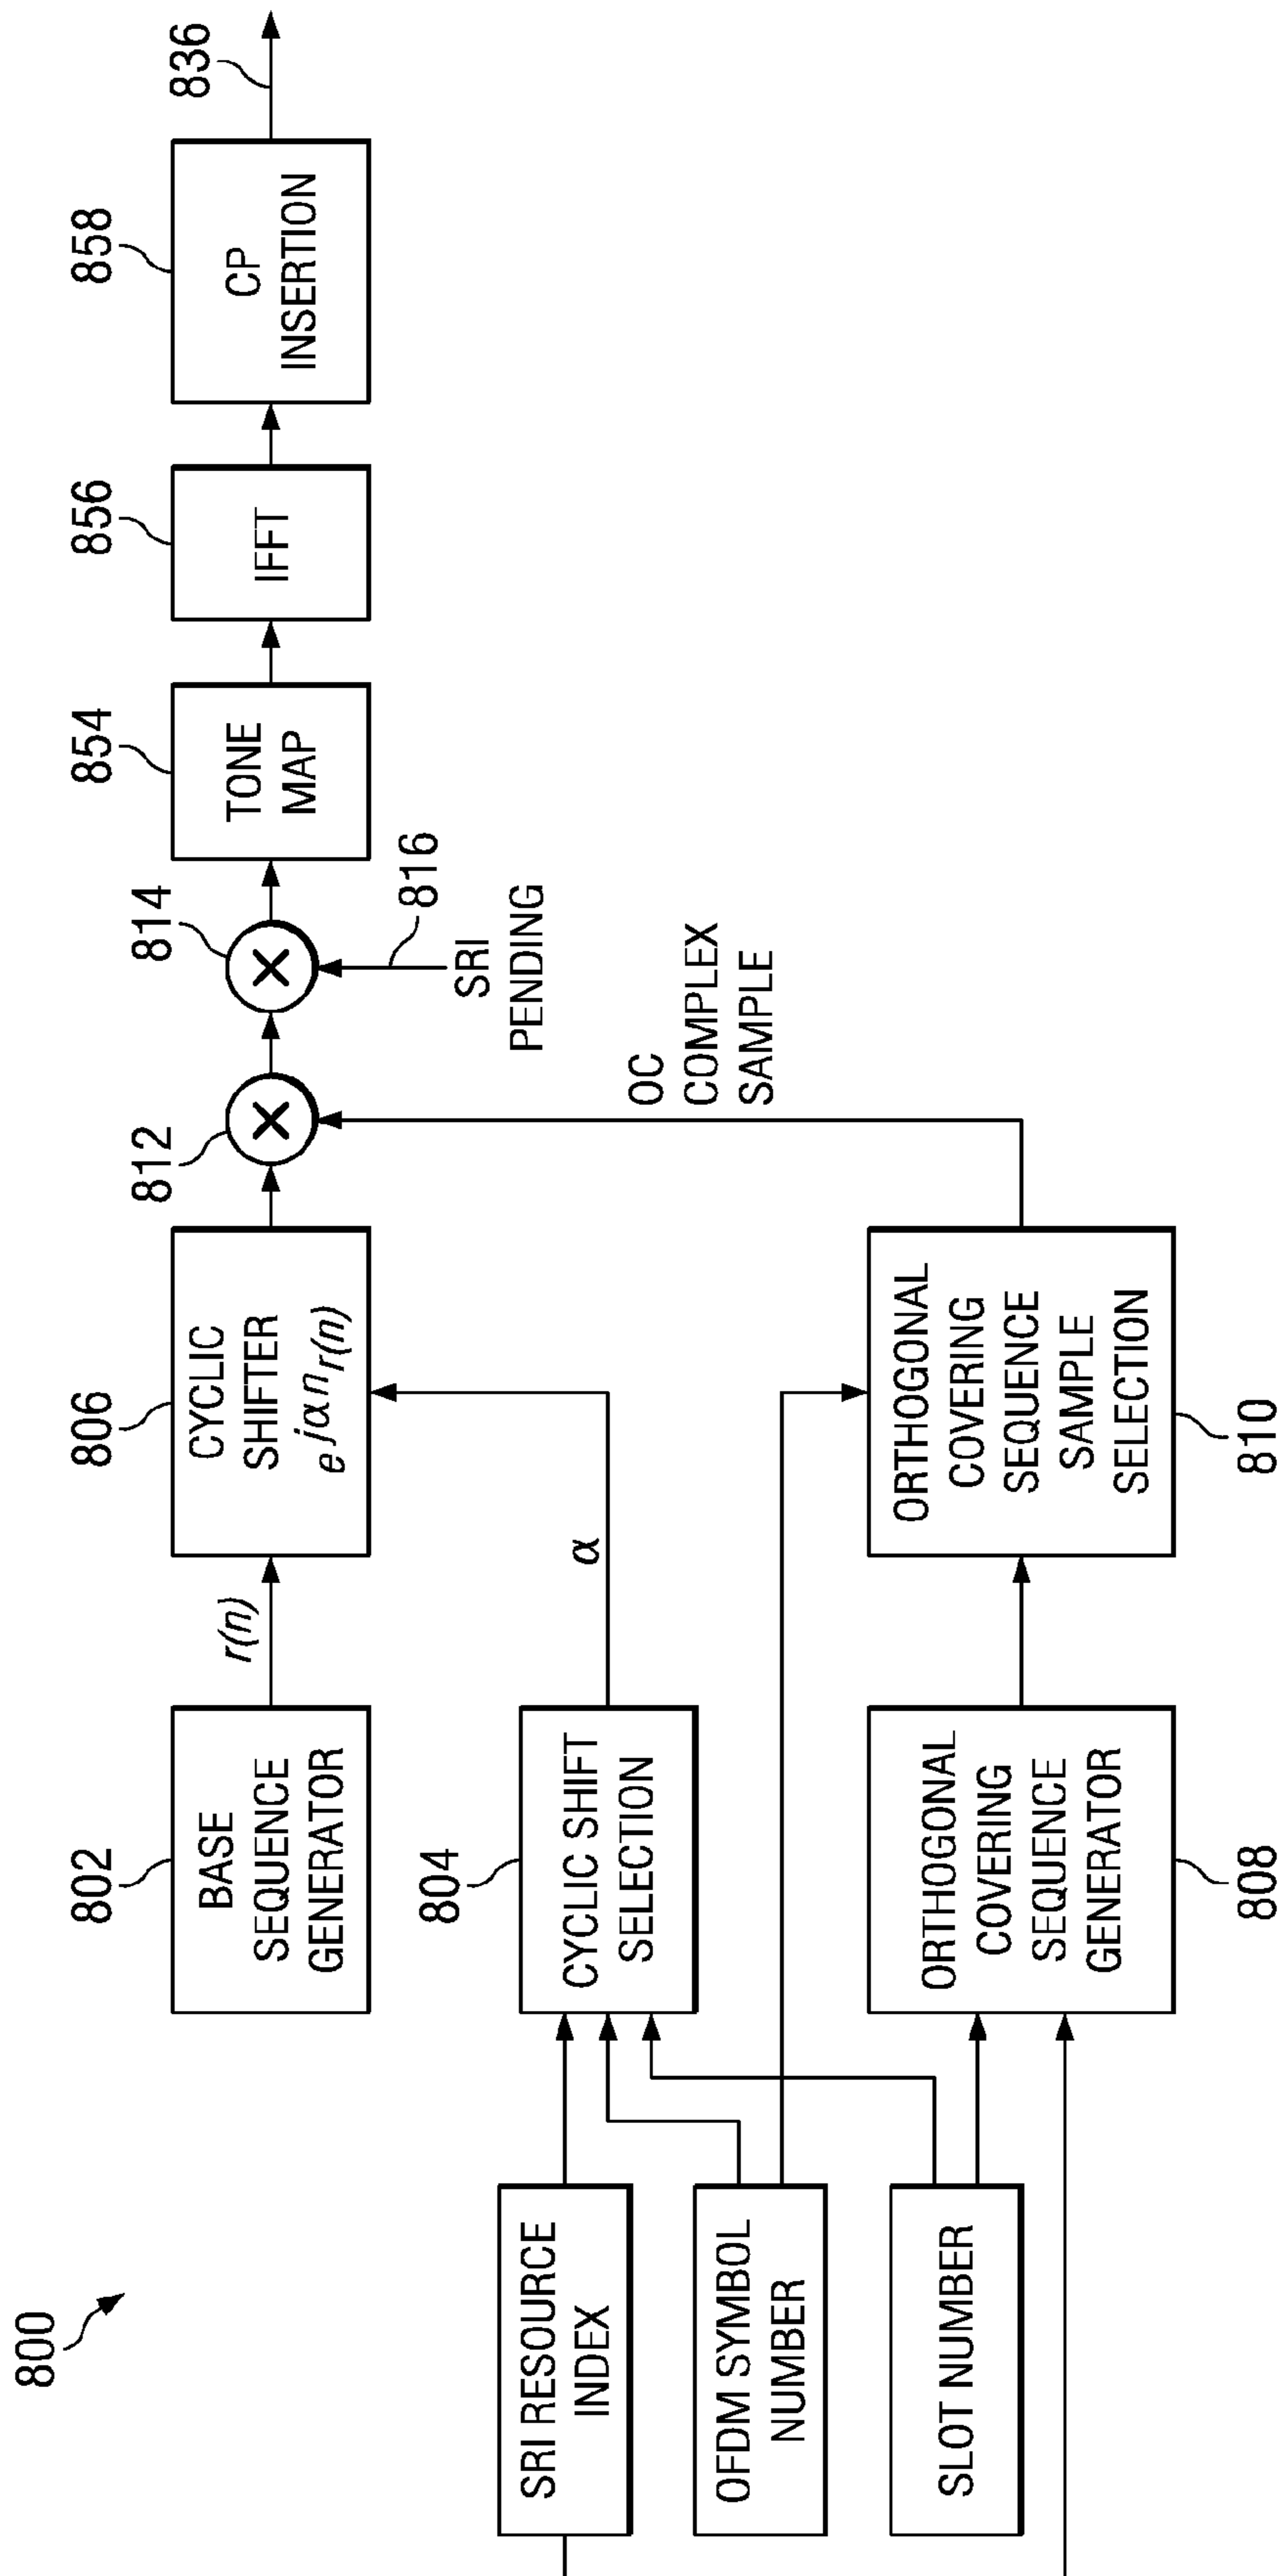 800
802
BASE
SEQUENCE
GENERATOR
r(n)
806
CYCLIC
SHIFTER
e^{jαn}r(n)
812
814
816
SRI
PENDING
854
TONE
MAP
856
IFFT
858
CP
INSERTION
836
SRI RESOURCE
INDEX
OFDM SYMBOL
NUMBER
SLOT NUMBER
804
CYCLIC SHIFT
SELECTION
α
ORTHOGONAL
COVERING
SEQUENCE
GENERATOR
808
ORTHOGONAL
COVERING
SEQUENCE
SAMPLE
SELECTION
810
OC
COMPLEX
SAMPLE